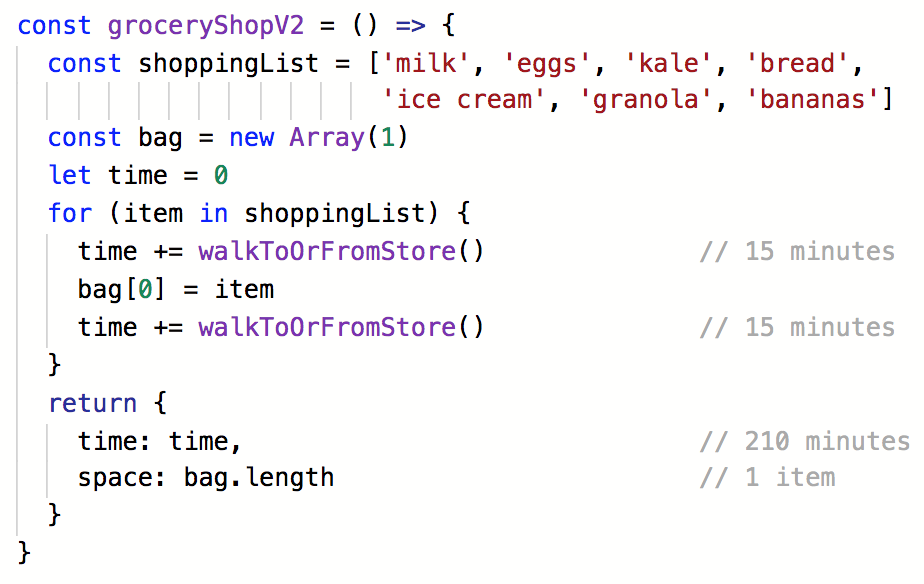 const groceryShopV2 = () => {
  const shoppingList = ['milk', 'eggs', 'kale', 'bread',
                        'ice cream', 'granola', 'bananas']
  const bag = new Array(1)
  let time = 0
  for (item in shoppingList) {
    time += walkToOrFromStore()              // 15 minutes
    bag[0] = item
    time += walkToOrFromStore()              // 15 minutes
  }
  return {
    time: time,                              // 210 minutes
    space: bag.length                        // 1 item
  }
}